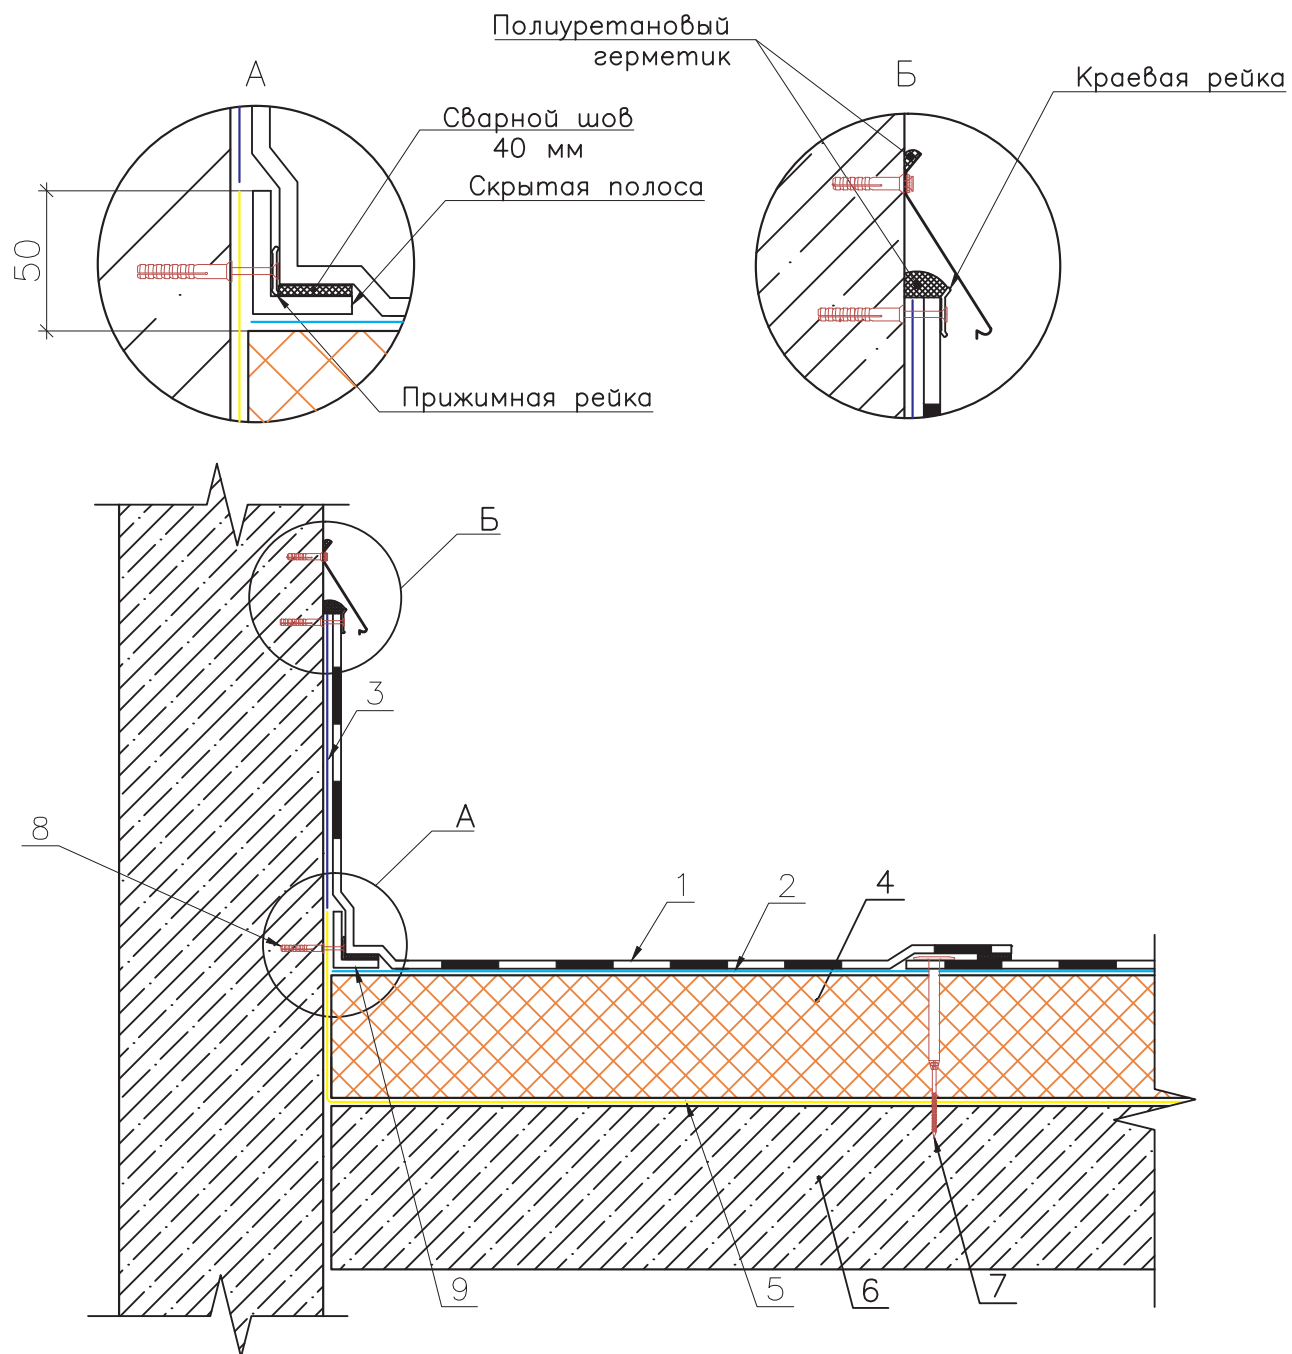 Полиуретановый
герметик
А
Б
Краевая рейка
Сварной шов
40 мм
Скрытая полоса
50
Прижимная рейка
Б
3
А
8
1
2
4
9
5
6
7